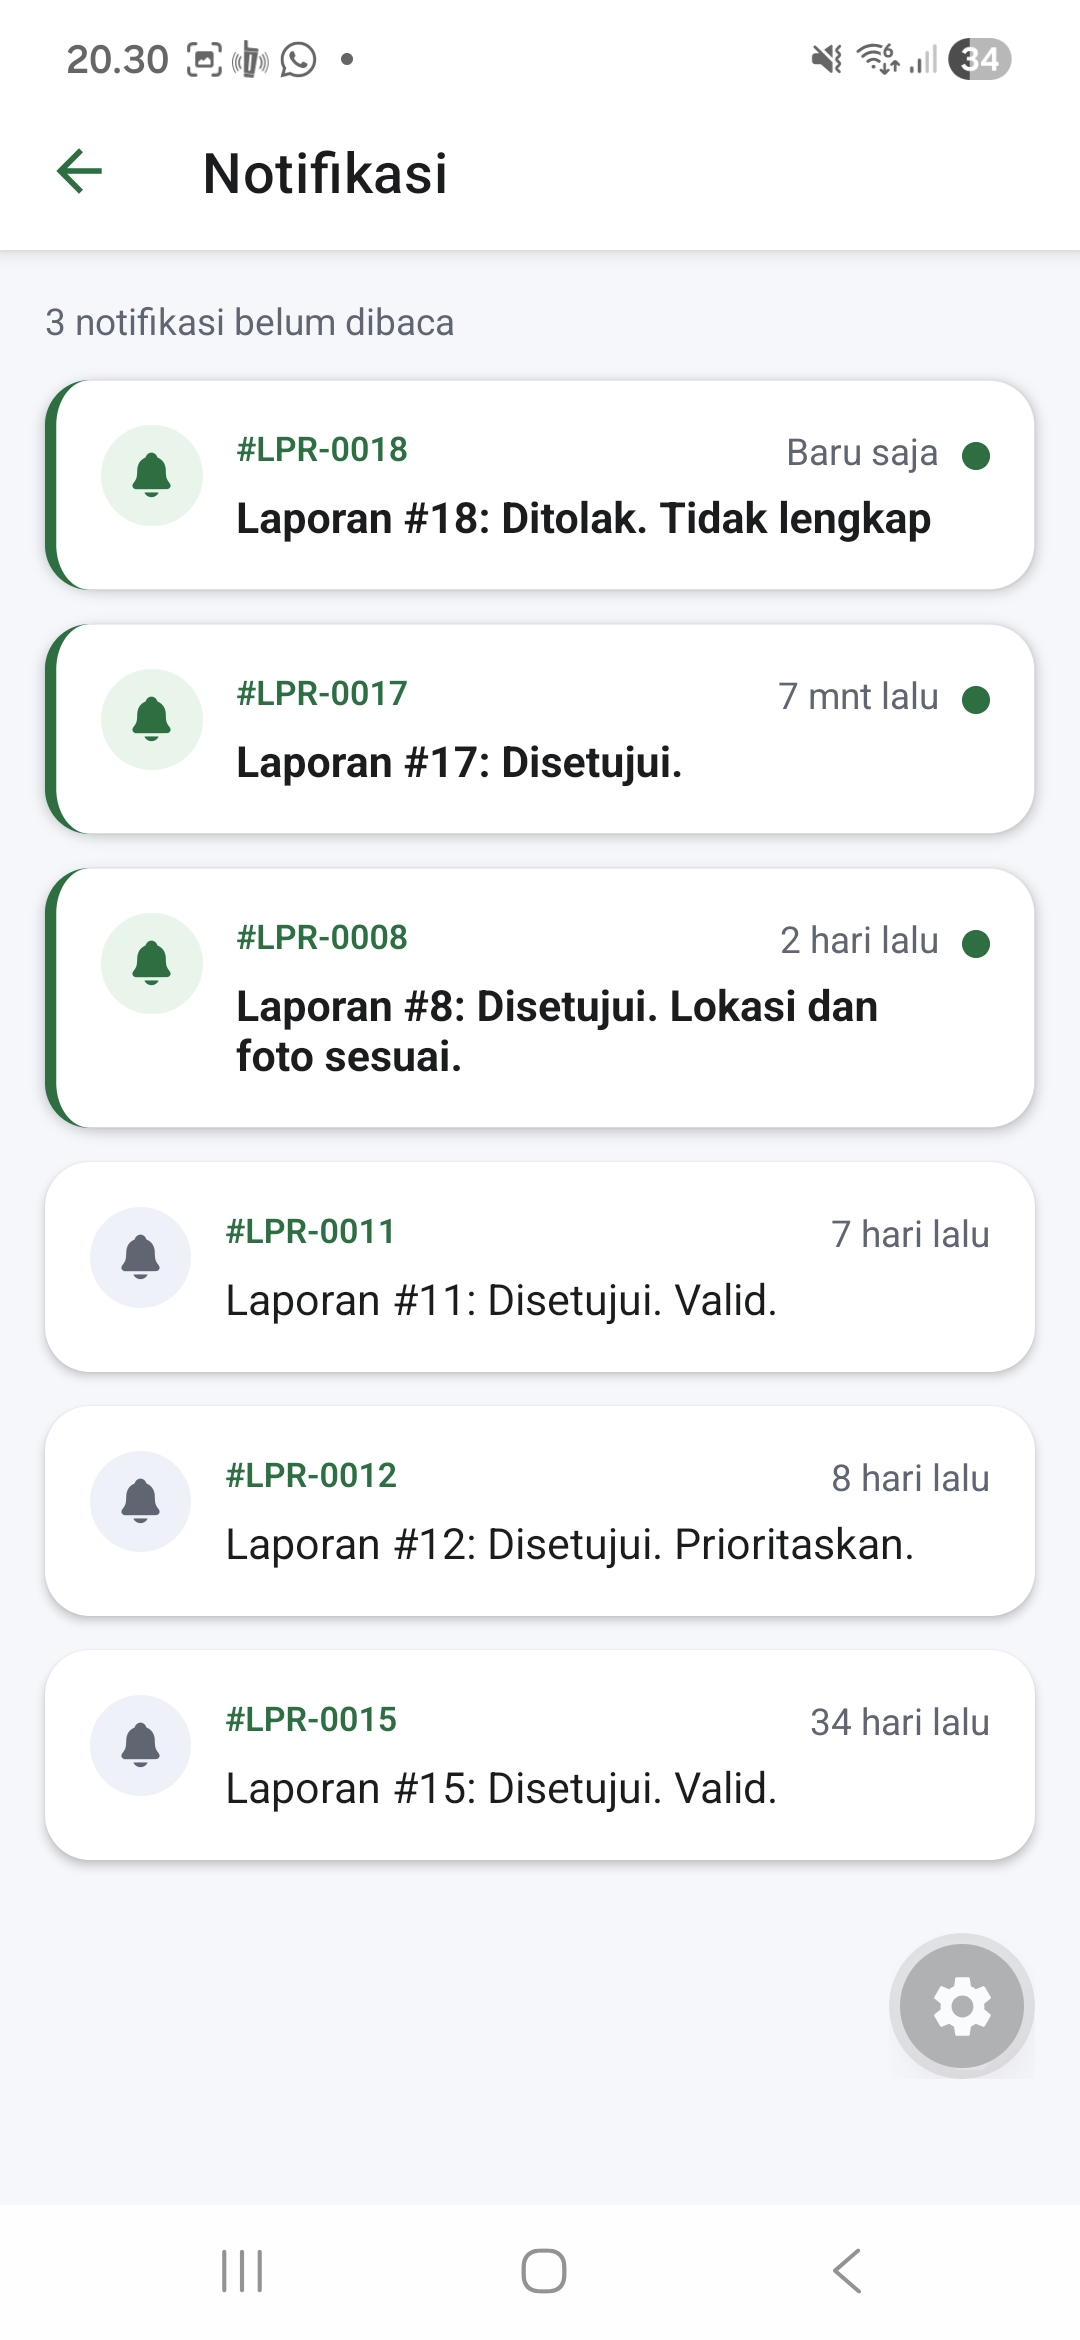 20.30
6
34
Notifikasi
3 notifikasi belum dibaca
#LPR-0018
Baru saja
Laporan #18: Ditolak. Tidak lengkap
#LPR-0017
7 mnt lalu
Laporan #17: Disetujui.
#LPR-0008
2 hari lalu
Laporan #8: Disetujui. Lokasi dan
foto sesuai.
#LPR-0011
7 hari lalu
Laporan #11: Disetujui. Valid.
#LPR-0012
8 hari lalu
Laporan #12: Disetujui. Prioritaskan.
#LPR-0015
34 hari lalu
Laporan #15: Disetujui. Valid.